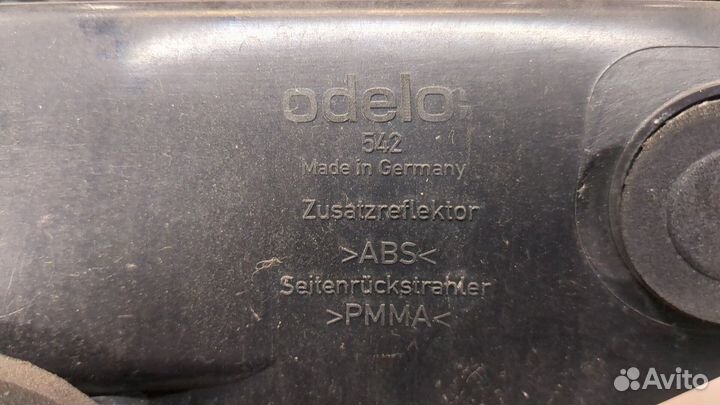 odelo
542
Made in Germany
Zusatzreflektor
>ABS<
Seitenrückstrahler
>PMMA<
Avito